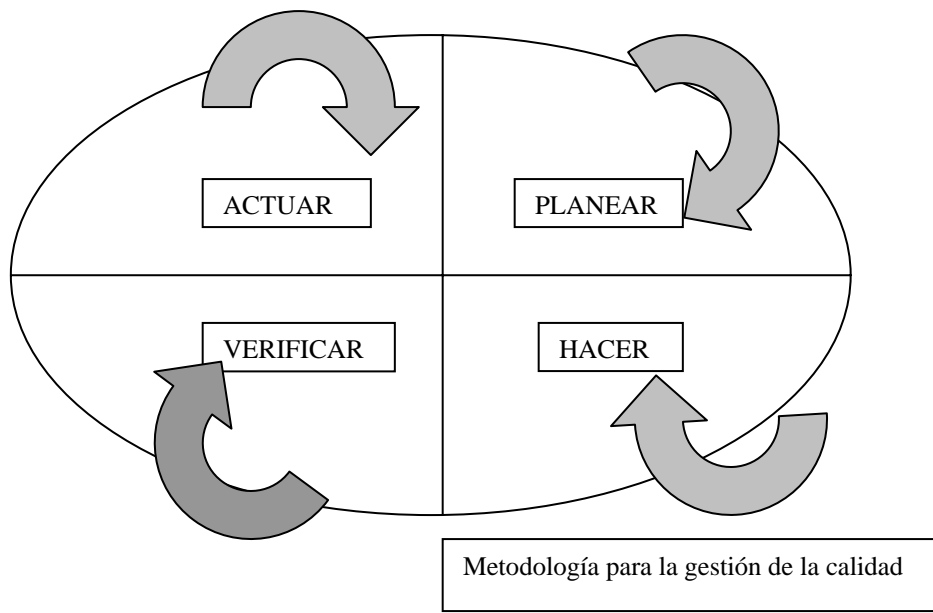 ACTUAR
PLANEAR
VERIFICAR
HACER
Metodología para la gestión de la calidad